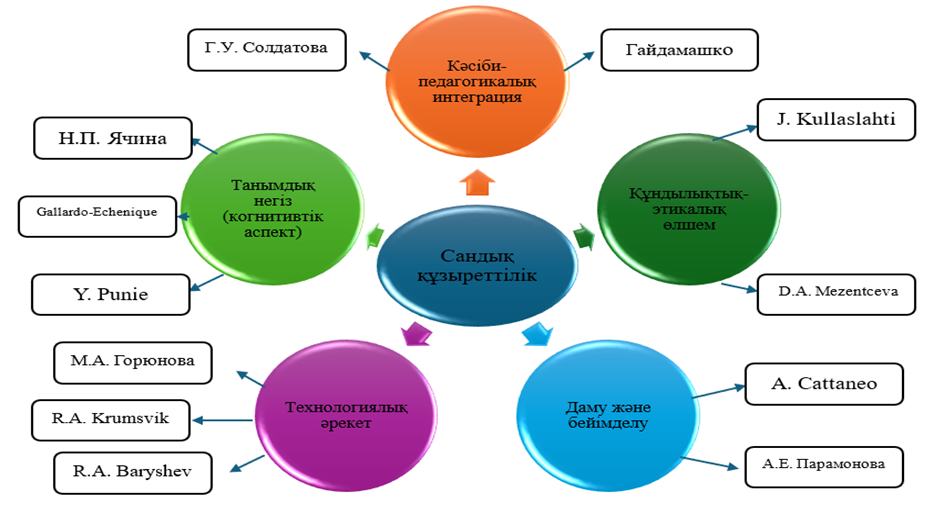 Г.У. Солдатова
Кәсіби-
педагогикалық
интеграция
Гайдамашко
Н.П. Ячина
Gallardo-Echenique
Y. Punie
Танымдық
негіз
(когнитивтік
аспект)
J. Kullaslahti
Құндылықтық-
этикалық
өлшем
D.A. Mezentceva
Сандық
құзыреттілік
М.А. Горюнова
R.A. Krumsvik
R.A. Baryshev
Технологиялық
әрекет
Даму және
бейімделу
A. Cattaneo
А.Е. Парамонова